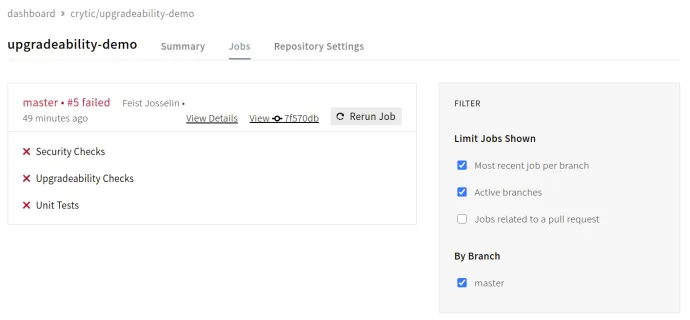 dashboard > crytic/upgradeability-demo
upgradeability-demo Summary Jobs Repository Settings
master • #5 failed Feist Josselin •
49 minutes ago View Details View 7f570db Rerun Job
Security Checks
Upgradeability Checks
Unit Tests
FILTER
Limit Jobs Shown
Most recent job per branch
Active branches
Jobs related to a pull request
By Branch
master